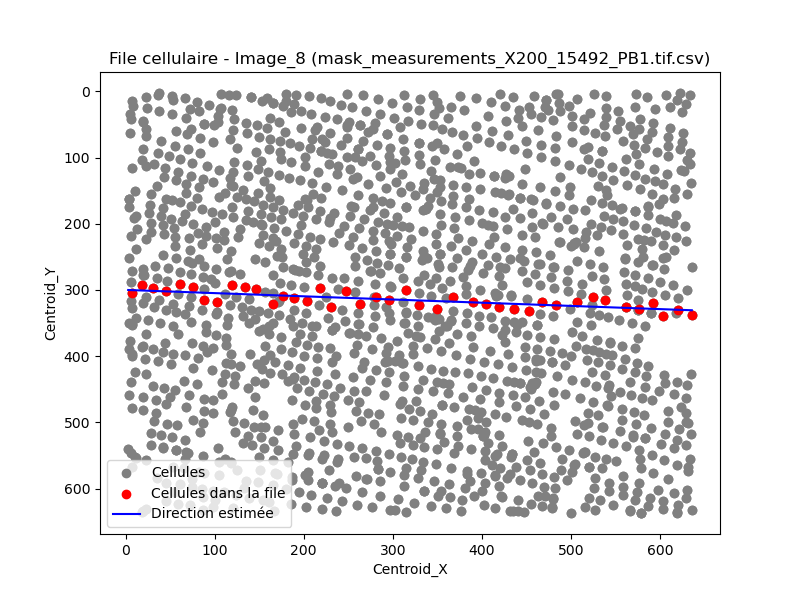 File cellulaire - Image_8 (mask_measurements_X200_15492_PB1.tif.csv)
0
100
200
300
400
500
600
Centroid_Y
Cellules
Cellules dans la file
Direction estimée
0 100 200 300 400 500 600
Centroid_X